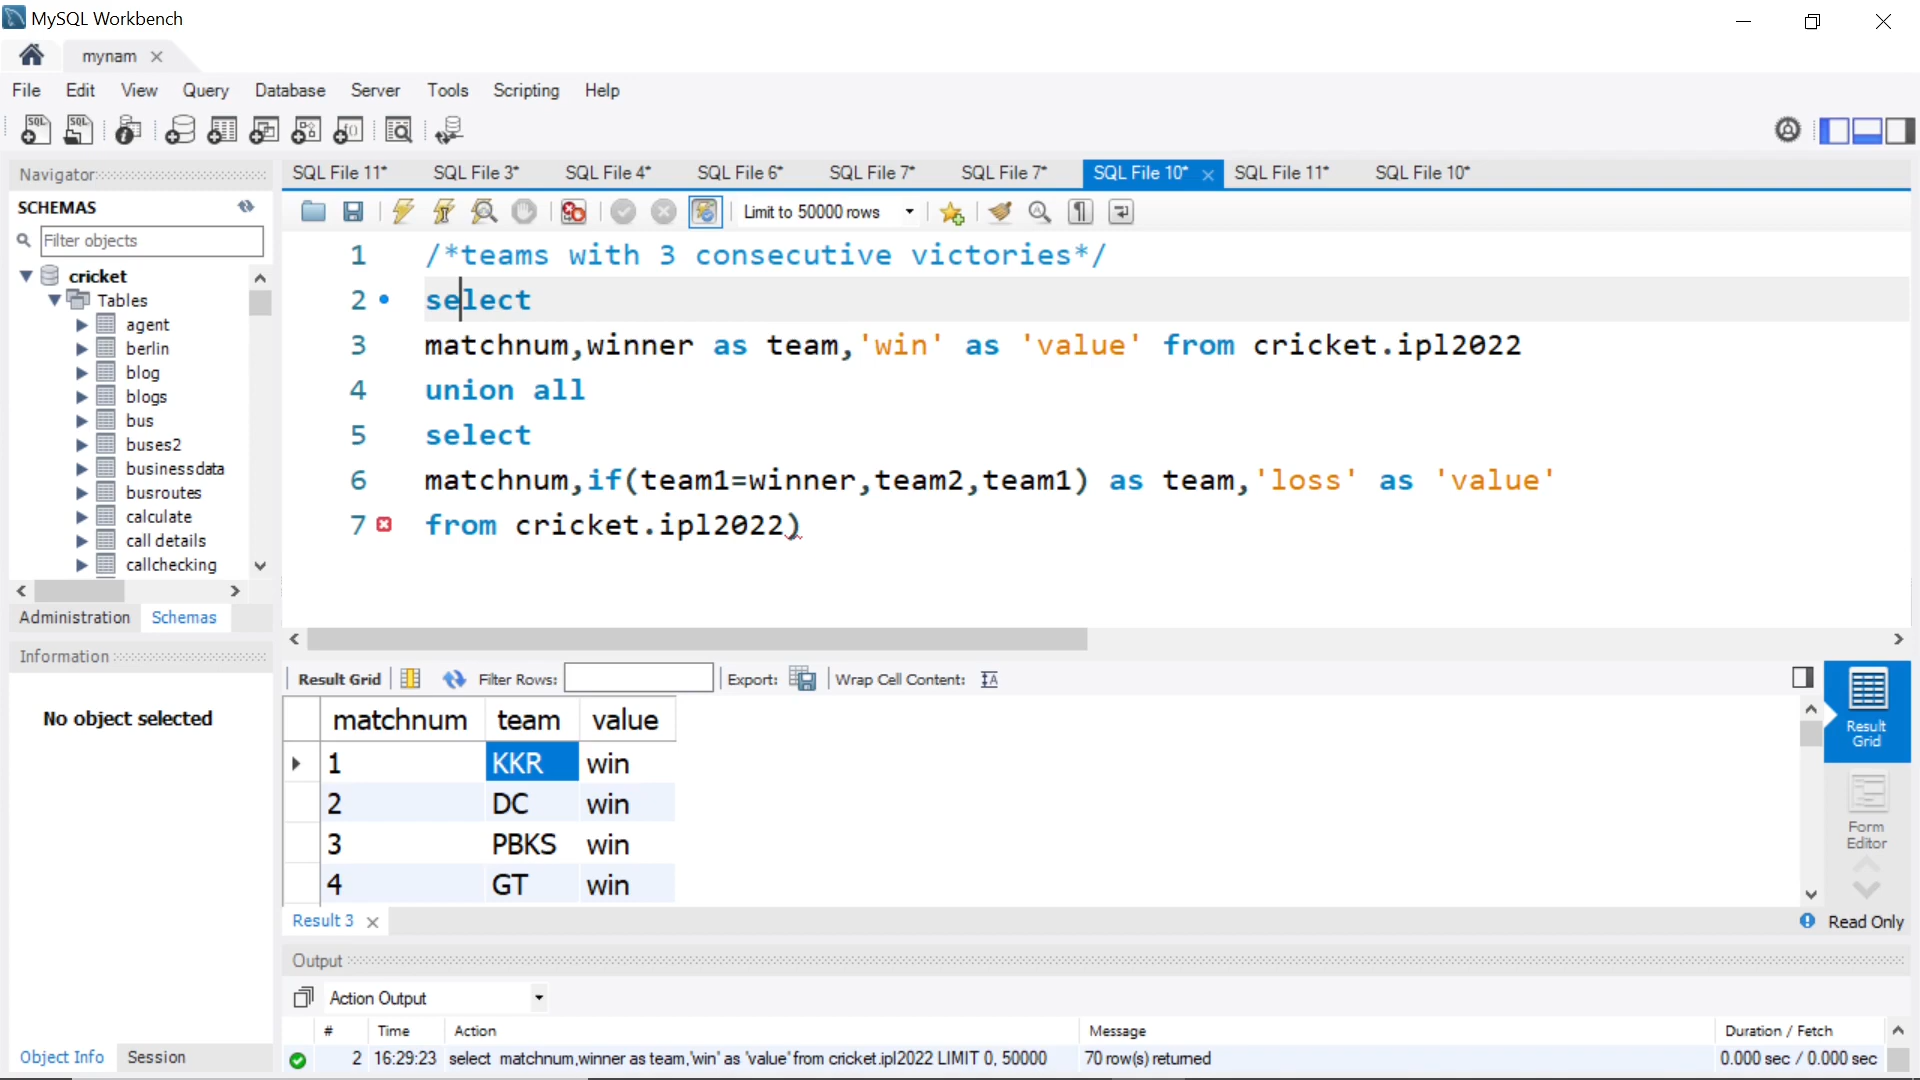 MySQL Workbench
mynam
File Edit View Query Database Server Tools Scripting Help
Navigator
SQL File 11* SQL File 3* SQL File 4* SQL File 6* SQL File 7* SQL File 7* SQL File 10* SQL File 11* SQL File 10*
SCHEMAS
Filter objects
Limit to 50000 rows
cricket
Tables
agent
berlin
blog
blogs
bus
buses2
businessdata
busroutes
calculate
call details
callchecking
Administration Schemas
Information
No object selected
Object Info Session
1 /*teams with 3 consecutive victories*/
2 select
3 matchnum,winner as team,'win' as 'value' from cricket.ipl2022
4 union all
5 select
6 matchnum,if(team1=winner,team2,team1) as team,'loss' as 'value'
7 from cricket.ipl2022)
Result Grid Filter Rows: Export: Wrap Cell Content:
matchnum team value
1 KKR win
2 DC win
3 PBKS win
4 GT win
Result Grid
Form Editor
Result 3
Read Only
Output
Action Output
# Time Action Message Duration / Fetch
2 16:29:23 select matchnum,winner as team,'win' as 'value' from cricket.ipl2022 LIMIT 0, 50000 70 row(s) returned 0.000 sec / 0.000 sec